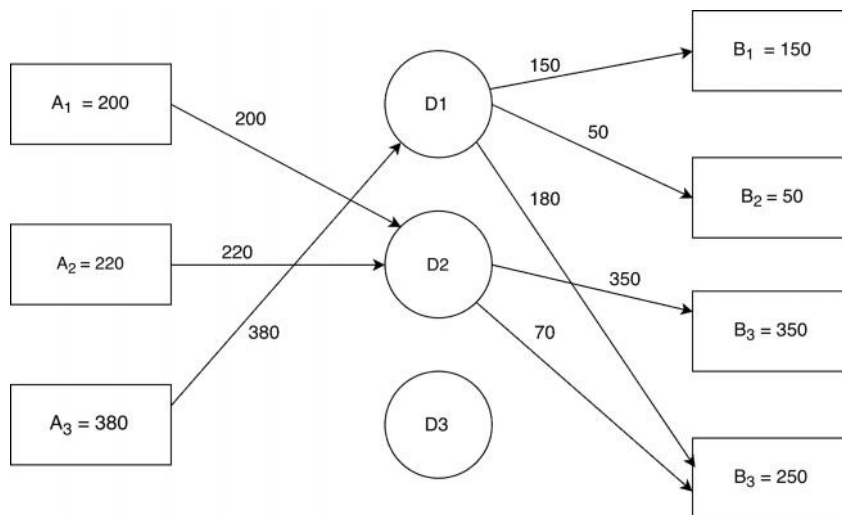 A₁ = 200
A₂ = 220
A₃ = 380
200
220
380
D1
D2
D3
150
50
180
350
70
B₁ = 150
B₂ = 50
B₃ = 350
B₃ = 250